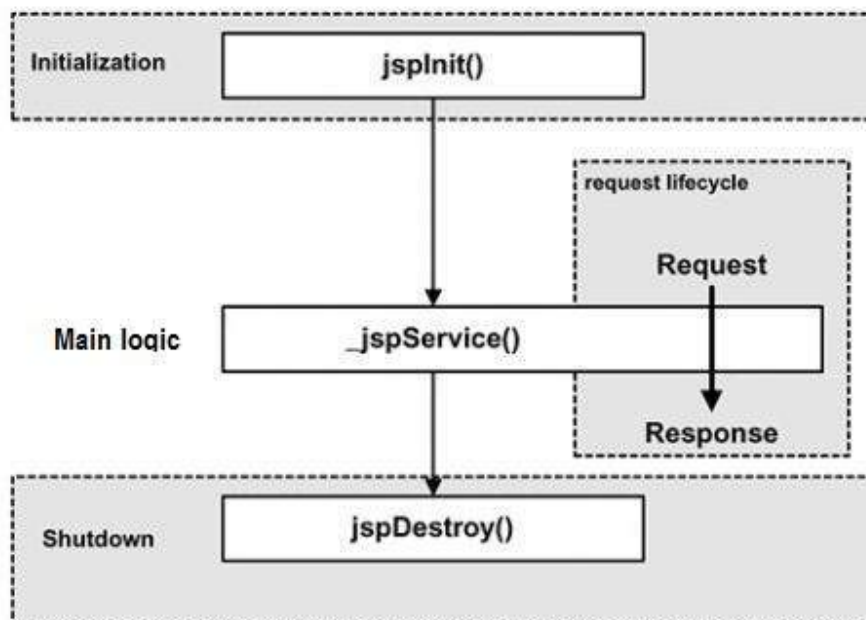 Initialization
jspInit()
request lifecycle
Request
Main logic
_jspService()
Response
Shutdown
jspDestroy()